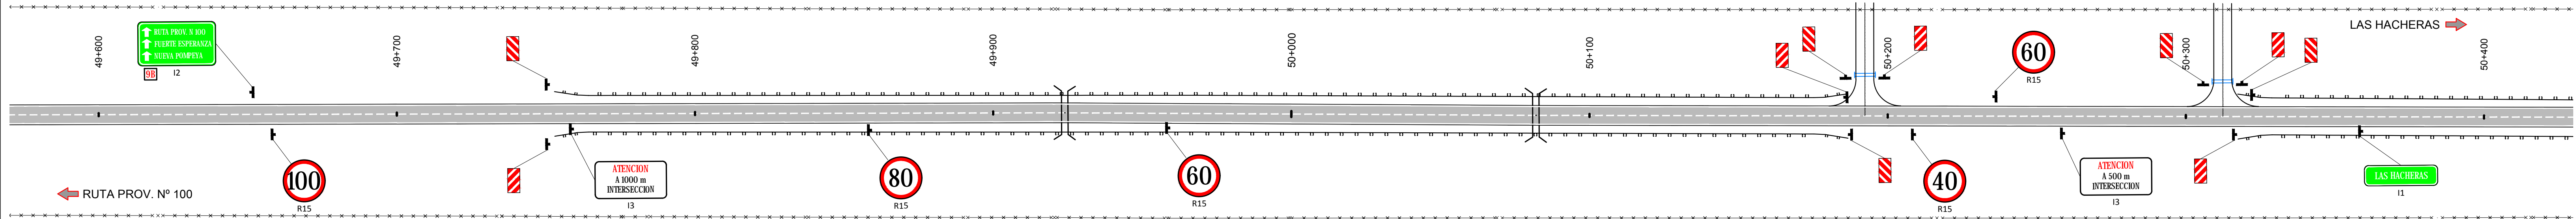 RUTA PROV. N 100
FUERTE ESPERANZA
NUEVA POMPEYA
9B
I2
49+600
49+700
49+800
49+900
50+000
50+100
50+200
50+300
50+400
60
R15
LAS HACHERAS
RUTA PROV. Nº 100
100
R15
ATENCION
A 1000 m
INTERSECCION
I3
80
R15
60
R15
40
R15
ATENCION
A 500 m
INTERSECCION
I3
LAS HACHERAS
I1